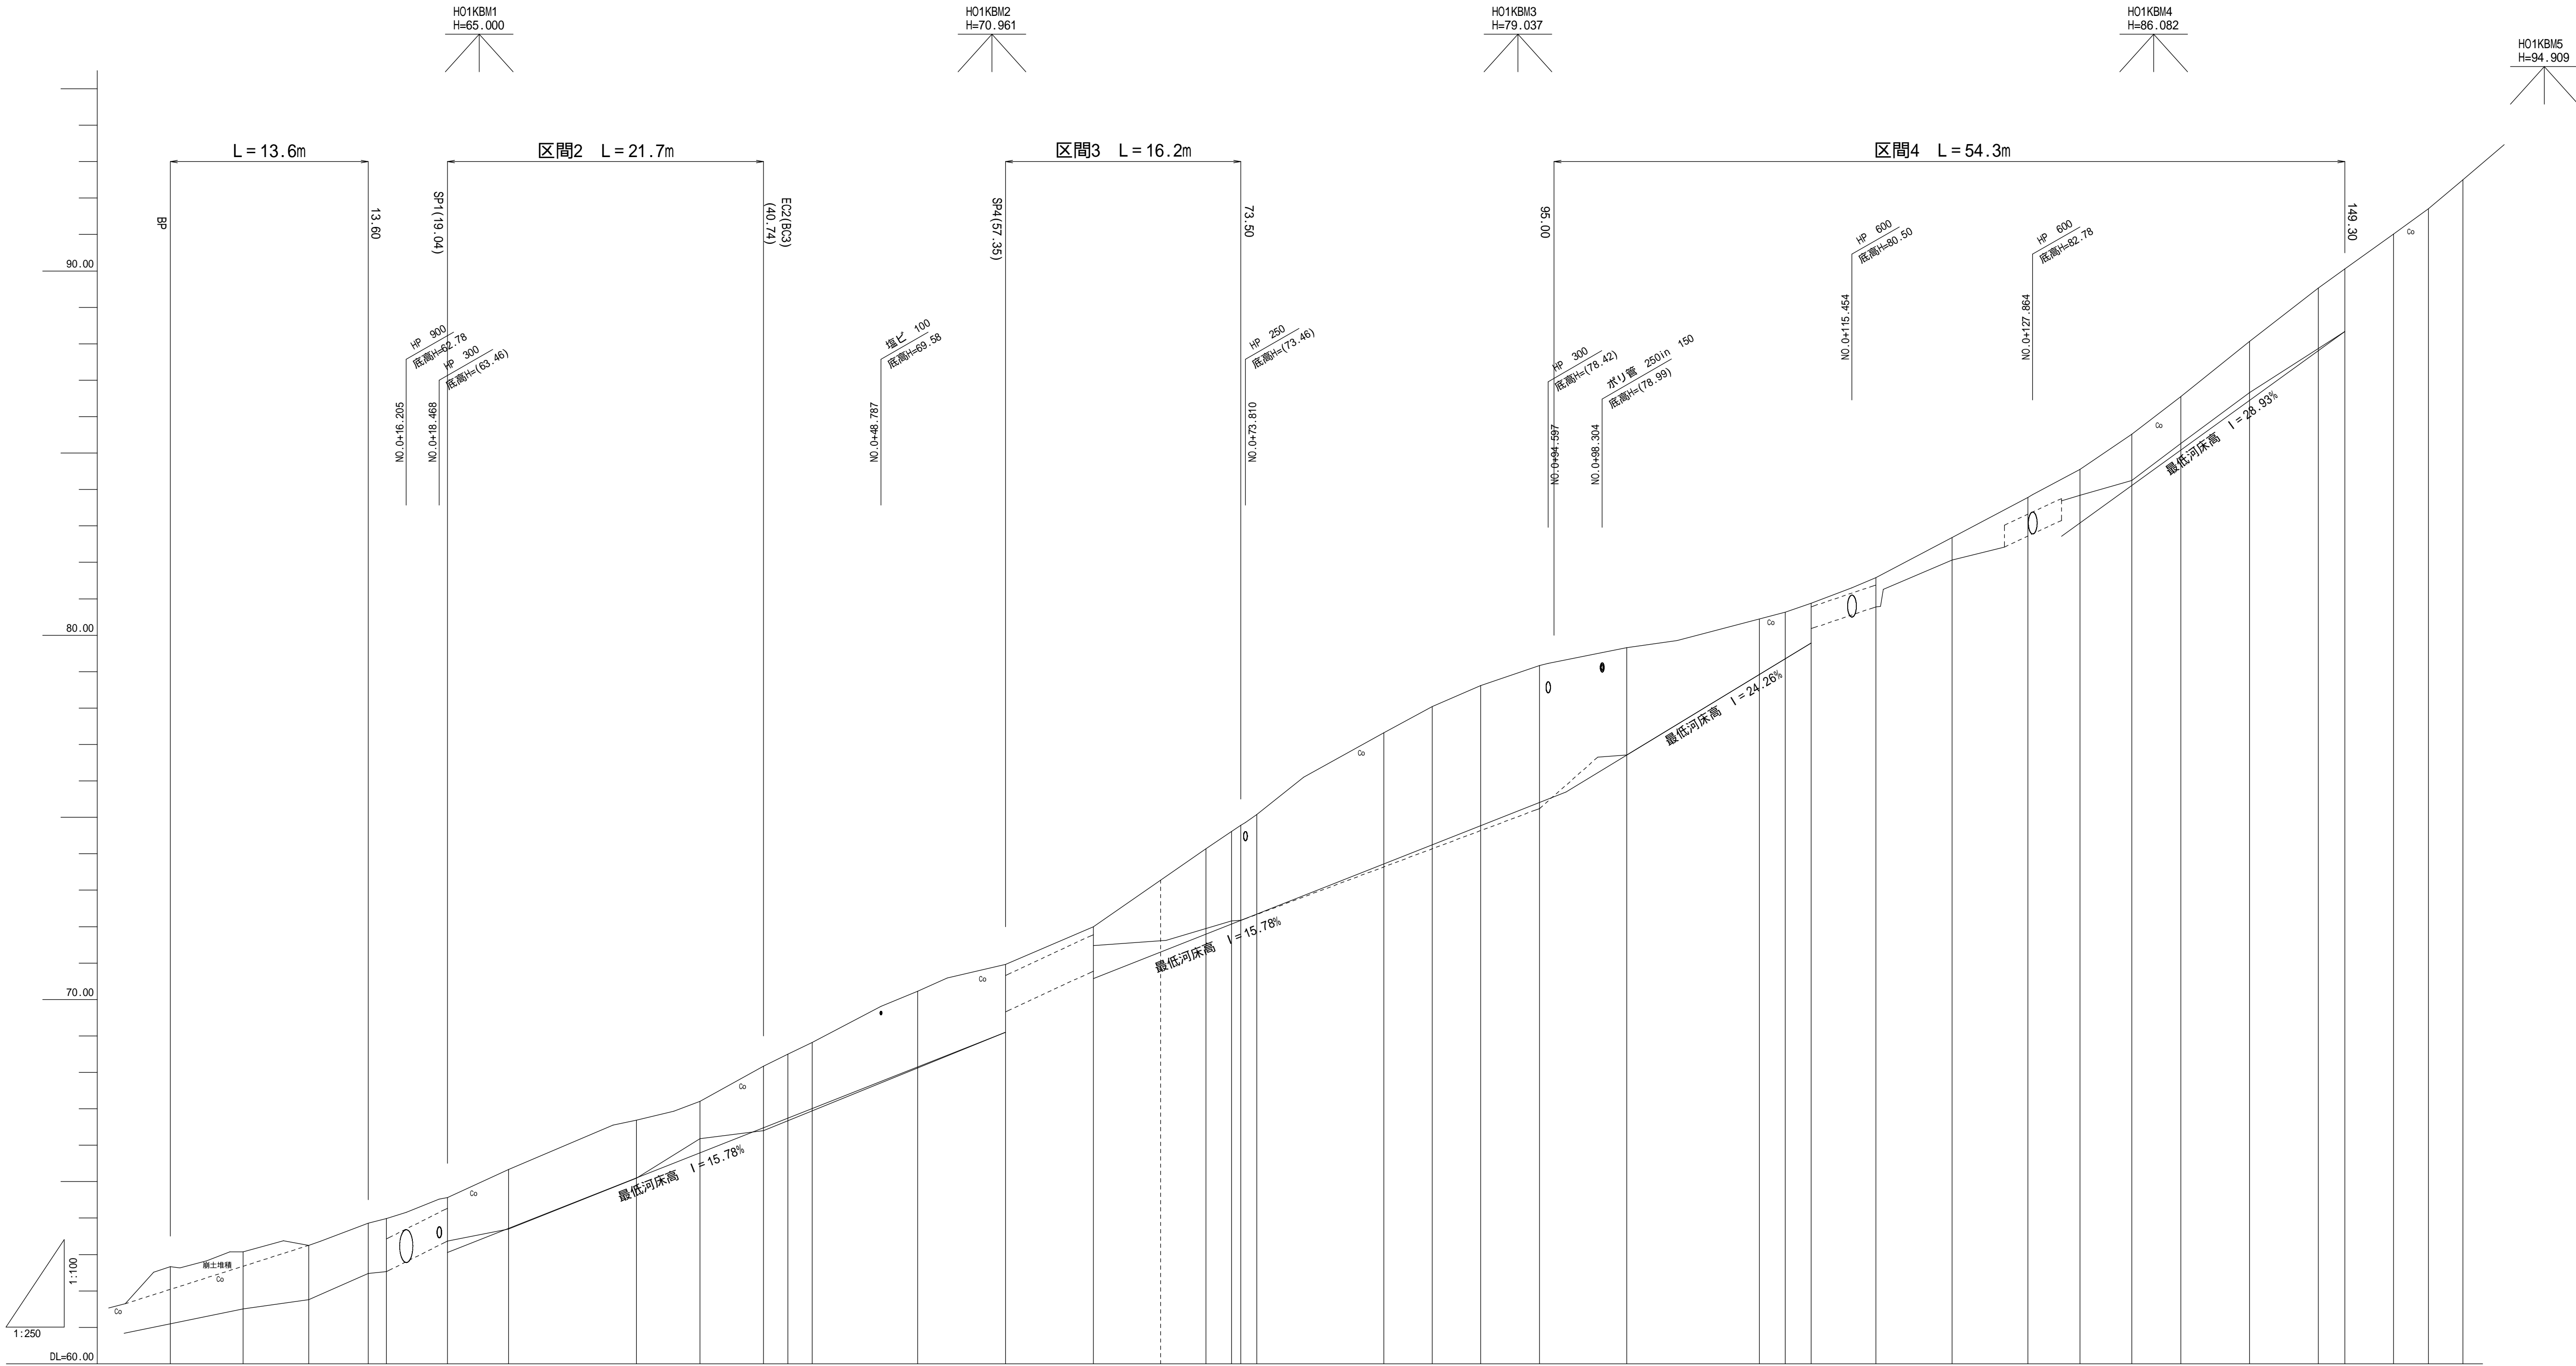 H01KBM1
H=65.000
H01KBM2
H=70.961
H01KBM3
H=79.037
H01KBM4
H=86.082
H01KBM5
H=94.909
L=13.6m
区間2 L=21.7m
区間3 L=16.2m
区間4 L=54.3m
BP
13.60
SP1(19.04)
EC2(BC3)
(40.74)
SP4(57.35)
73.50
95.00
149.30
HP 900
底高H=62.78
NO.0+16.205
HP 300
底高H=(63.46)
NO.0+18.468
塩ビ 100
底高H=69.58
NO.0+48.787
HP 250
底高H=(73.46)
NO.0+73.810
HP 300
底高H=(78.42)
NO.0+94.597
ポリ管 250in 150
底高H=(78.99)
NO.0+98.304
HP 600
底高H=80.50
NO.0+115.454
HP 600
底高H=82.78
NO.0+127.864
90.00
80.00
70.00
DL=60.00
Co
Co
最低河床高 I=28.93%
Co
最低河床高 I=24.26%
Co
最低河床高 I=15.78%
Co
Co
最低河床高 I=15.78%
Co
崩土堆積
Co
Co
1:100
1:250